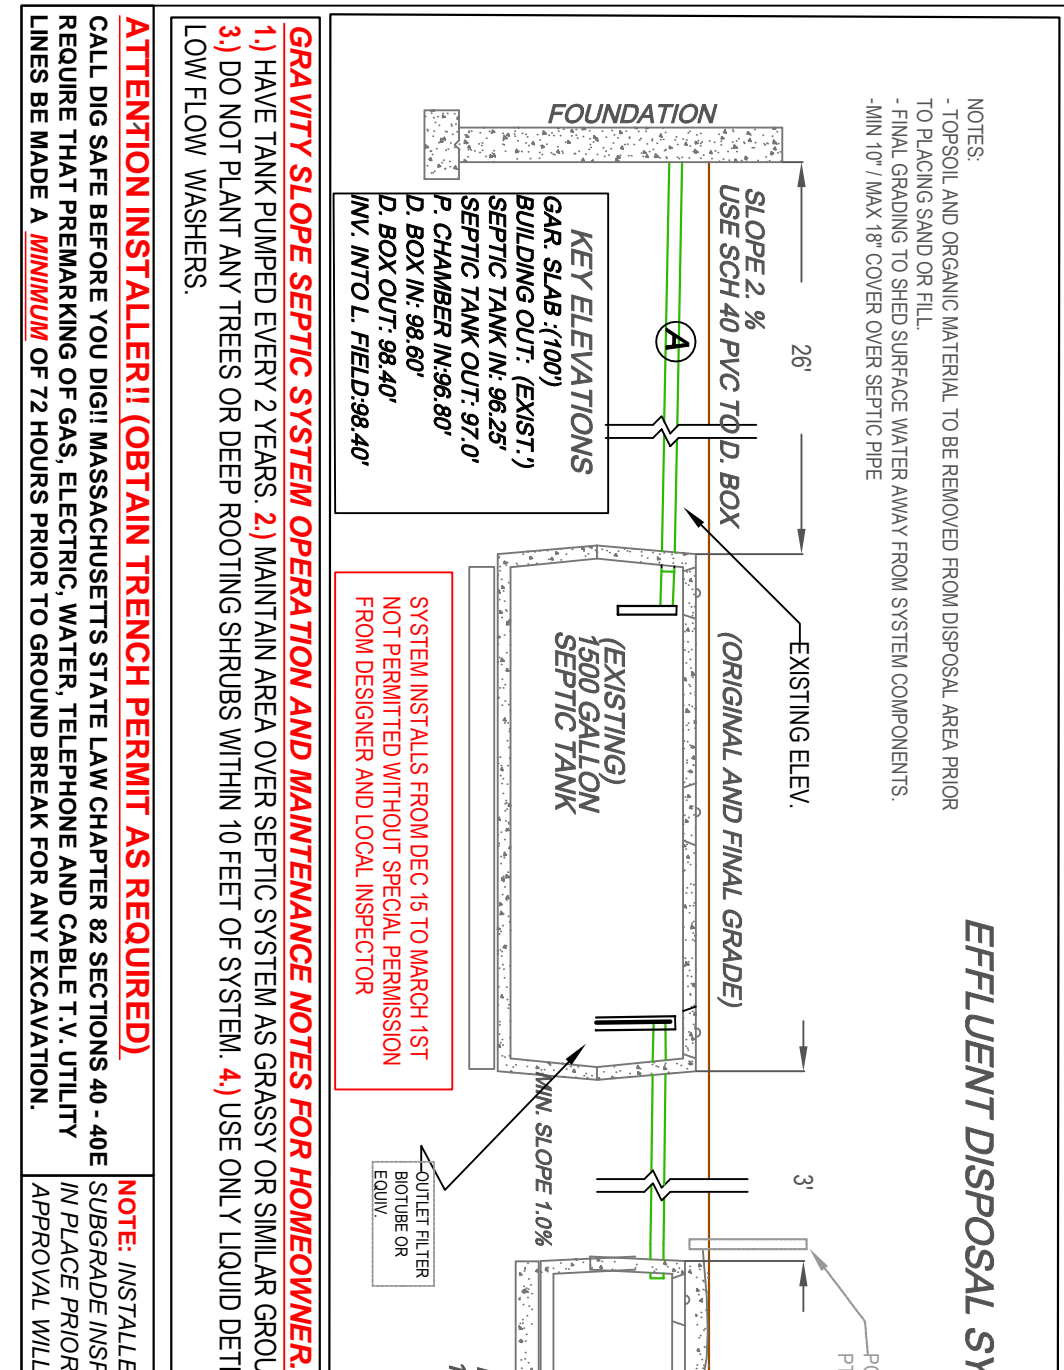 EFFLUENT DISPOSAL SY
NOTES:
- TOPSOIL AND ORGANIC MATERIAL TO BE REMOVED FROM DISPOSAL AREA PRIOR
TO PLACING SAND OR FILL.
- FINAL GRADING TO SHED SURFACE WATER AWAY FROM SYSTEM COMPONENTS.
-MIN 10" / MAX 18" COVER OVER SEPTIC PIPE
26'
EXISTING ELEV.
3'
PO
PT
SLOPE 2. %
USE SCH 40 PVC TO D. BOX
(ORIGINAL AND FINAL GRADE)
FOUNDATION
A
KEY ELEVATIONS
GAR. SLAB :(100')
BUILDING OUT: (EXIST.')
SEPTIC TANK IN: 96.25'
SEPTIC TANK OUT: 97.0'
P. CHAMBER IN:96.80'
D. BOX IN: 98.60'
D. BOX OUT: 98.40'
INV. INTO L. FIELD:98.40'
(EXISTING)
1500 GALLON
SEPTIC TANK
MIN. SLOPE 1.0%
OUTLET FILTER
BIOTUBE OR
EQUIV.
SYSTEM INSTALLS FROM DEC 15 TO MARCH 1ST
NOT PERMITTED WITHOUT SPECIAL PERMISSION
FROM DESIGNER AND LOCAL INSPECTOR
GRAVITY SLOPE SEPTIC SYSTEM OPERATION AND MAINTENANCE NOTES FOR HOMEOWNER.
1.) HAVE TANK PUMPED EVERY 2 YEARS. 2.) MAINTAIN AREA OVER SEPTIC SYSTEM AS GRASSY OR SIMILAR GROU
3.) DO NOT PLANT ANY TREES OR DEEP ROOTING SHRUBS WITHIN 10 FEET OF SYSTEM. 4.) USE ONLY LIQUID DETE
LOW FLOW WASHERS.
ATTENTION INSTALLER!! (OBTAIN TRENCH PERMIT AS REQUIRED)
CALL DIG SAFE BEFORE YOU DIG!! MASSACHUSETTS STATE LAW CHAPTER 82 SECTIONS 40 - 40E
REQUIRE THAT PREMARKING OF GAS, ELECTRIC, WATER, TELEPHONE AND CABLE T.V. UTILITY
LINES BE MADE A MINIMUM OF 72 HOURS PRIOR TO GROUND BREAK FOR ANY EXCAVATION.
NOTE: INSTALLE
SUBGRADE INSP
IN PLACE PRIOR
APPROVAL WILL